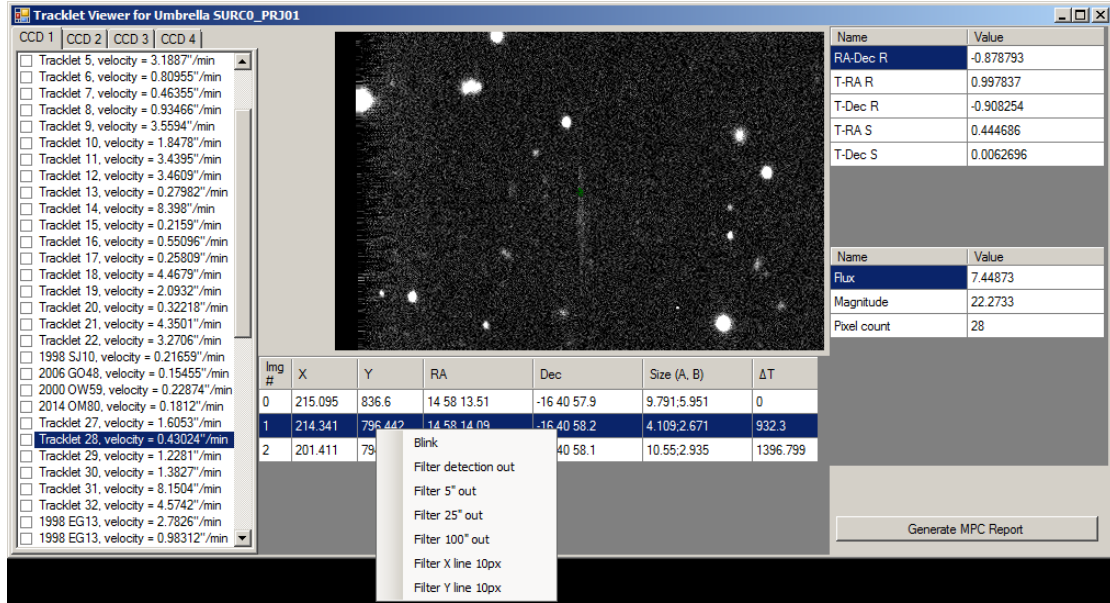 Tracklet Viewer for Umbrella SURC0_PRJ01
CCD 1 CCD 2 CCD 3 CCD 4
Tracklet 5, velocity = 3.1887"/min
Tracklet 6, velocity = 0.80955"/min
Tracklet 7, velocity = 0.46355"/min
Tracklet 8, velocity = 0.93466"/min
Tracklet 9, velocity = 3.5594"/min
Tracklet 10, velocity = 1.8478"/min
Tracklet 11, velocity = 3.4395"/min
Tracklet 12, velocity = 3.4609"/min
Tracklet 13, velocity = 0.27982"/min
Tracklet 14, velocity = 8.398"/min
Tracklet 15, velocity = 0.2159"/min
Tracklet 16, velocity = 0.55096"/min
Tracklet 17, velocity = 0.25809"/min
Tracklet 18, velocity = 4.4679"/min
Tracklet 19, velocity = 2.0932"/min
Tracklet 20, velocity = 0.32218"/min
Tracklet 21, velocity = 4.3501"/min
Tracklet 22, velocity = 3.2706"/min
1998 SJ10, velocity = 0.21659"/min
2006 GO48, velocity = 0.15455"/min
2000 OW59, velocity = 0.22874"/min
2014 OM80, velocity = 0.1812"/min
Tracklet 27, velocity = 1.6053"/min
Tracklet 28, velocity = 0.43024"/min
Tracklet 29, velocity = 1.2281"/min
Tracklet 30, velocity = 1.3827"/min
Tracklet 31, velocity = 8.1504"/min
Tracklet 32, velocity = 4.5742"/min
1998 EG13, velocity = 2.7826"/min
1998 EG13, velocity = 0.98312"/min
Img # X Y RA Dec Size (A, B) ΔT
0 215.095 836.6 14 58 13.51 -16 40 57.9 9.791;5.951 0
1 214.341 796.442 14 58 14.09 -16 40 58.2 4.109;2.671 932.3
2 201.411 40 58.1 10.55;2.935 1396.799
Blink
Filter detection out
Filter 5" out
Filter 25" out
Filter 100" out
Filter X line 10px
Filter Y line 10px
Name Value
RA-Dec R -0.878793
T-RA R 0.997837
T-Dec R -0.908254
T-RA S 0.444686
T-Dec S 0.0062696
Name Value
Flux 7.44873
Magnitude 22.2733
Pixel count 28
Generate MPC Report